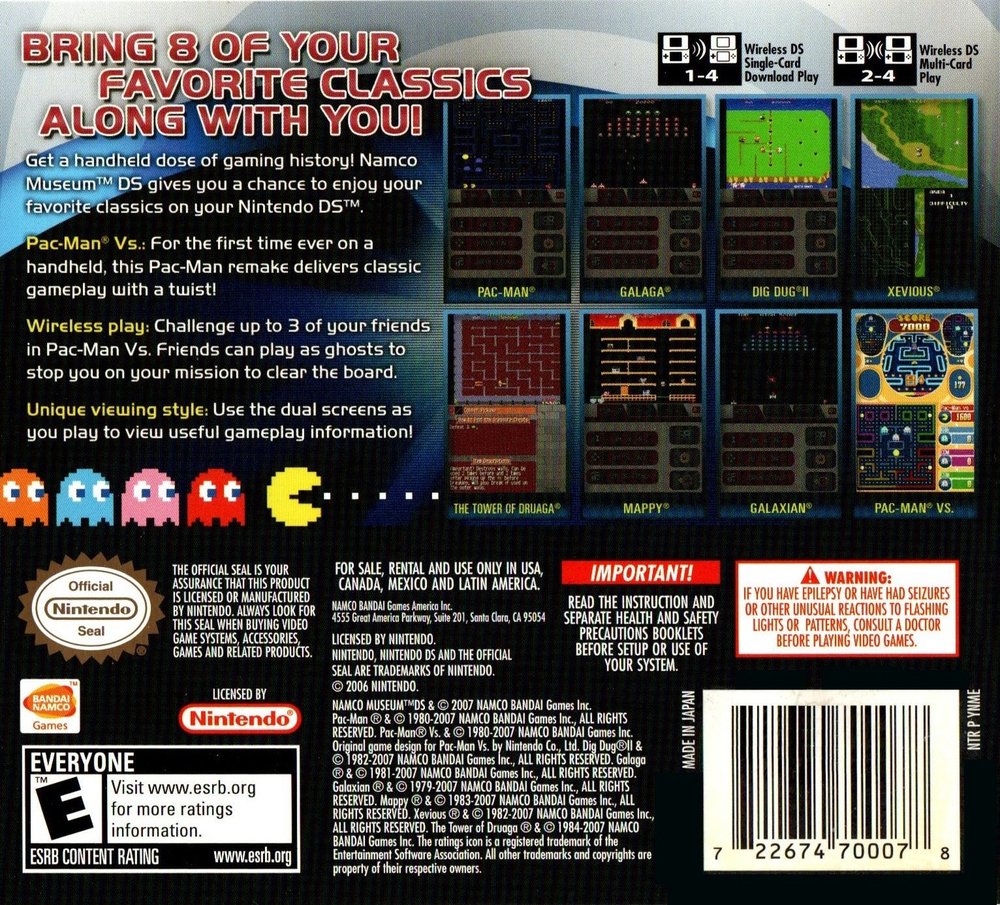 BRING 8 OF YOUR
FAVORITE CLASSICS
ALONG WITH YOU!
Get a handheld dose of gaming history! Namco
Museum™ DS gives you a chance to enjoy your
favorite classics on your Nintendo DS™.
Pac-Man® Vs.: For the first time ever on a
handheld, this Pac-Man remake delivers classic
gameplay with a twist!
Wireless play: Challenge up to 3 of your friends
in Pac-Man Vs. Friends can play as ghosts to
stop you on your mission to clear the board.
Unique viewing style: Use the dual screens as
you play to view useful gameplay information!
1-4
Wireless DS
Single-Card
Download Play
2-4
Wireless DS
Multi-Card
Play
PAC-MAN®
GALAGA®
DIG DUG®II
XEVIOUS®
SCORE
7000
177
THE TOWER OF DRUAGA®
MAPPY®
GALAXIAN®
PAC-MAN® VS.
Official
Nintendo
Seal
®
THE OFFICIAL SEAL IS YOUR
ASSURANCE THAT THIS PRODUCT
IS LICENSED OR MANUFACTURED
BY NINTENDO. ALWAYS LOOK FOR
THIS SEAL WHEN BUYING VIDEO
GAME SYSTEMS, ACCESSORIES,
GAMES AND RELATED PRODUCTS.
FOR SALE, RENTAL AND USE ONLY IN USA,
CANADA, MEXICO AND LATIN AMERICA.
NAMCO BANDAI Games America Inc.
4555 Great America Parkway, Suite 201, Santa Clara, CA 95054
LICENSED BY NINTENDO.
NINTENDO, NINTENDO DS AND THE OFFICIAL
SEAL ARE TRADEMARKS OF NINTENDO.
© 2006 NINTENDO.
IMPORTANT!
READ THE INSTRUCTION AND
SEPARATE HEALTH AND SAFETY
PRECAUTIONS BOOKLETS
BEFORE SETUP OR USE OF
YOUR SYSTEM.
WARNING:
IF YOU HAVE EPILEPSY OR HAVE HAD SEIZURES
OR OTHER UNUSUAL REACTIONS TO FLASHING
LIGHTS OR PATTERNS, CONSULT A DOCTOR
BEFORE PLAYING VIDEO GAMES.
BANDAI
NAMCO
Games
TM
LICENSED BY
Nintendo®
NAMCO MUSEUM™DS & © 2007 NAMCO BANDAI Games Inc.
Pac-Man ® & © 1980-2007 NAMCO BANDAI Games Inc., ALL RIGHTS
RESERVED. Pac-Man® Vs. & © 1980-2007 NAMCO BANDAI Games Inc.
Original game design for Pac-Man Vs. by Nintendo Co., Ltd. Dig Dug®II &
© 1982-2007 NAMCO BANDAI Games Inc., ALL RIGHTS RESERVED. Galaga
® & © 1981-2007 NAMCO BANDAI Games Inc., ALL RIGHTS RESERVED.
Galaxian ® & © 1979-2007 NAMCO BANDAI Games Inc., ALL RIGHTS
RESERVED. Mappy ® & © 1983-2007 NAMCO BANDAI Games Inc., ALL
RIGHTS RESERVED. Xevious ® & © 1982-2007 NAMCO BANDAI Games Inc.,
ALL RIGHTS RESERVED. The Tower of Druaga ® & © 1984-2007 NAMCO
BANDAI Games Inc. The ratings icon is a registered trademark of the
Entertainment Software Association. All other trademarks and copyrights are
property of their respective owners.
EVERYONE
TM
E
Visit www.esrb.org
for more ratings
information.
ESRB CONTENT RATING
www.esrb.org
MADE IN JAPAN
NTR P YNME
7 22674 70007 8